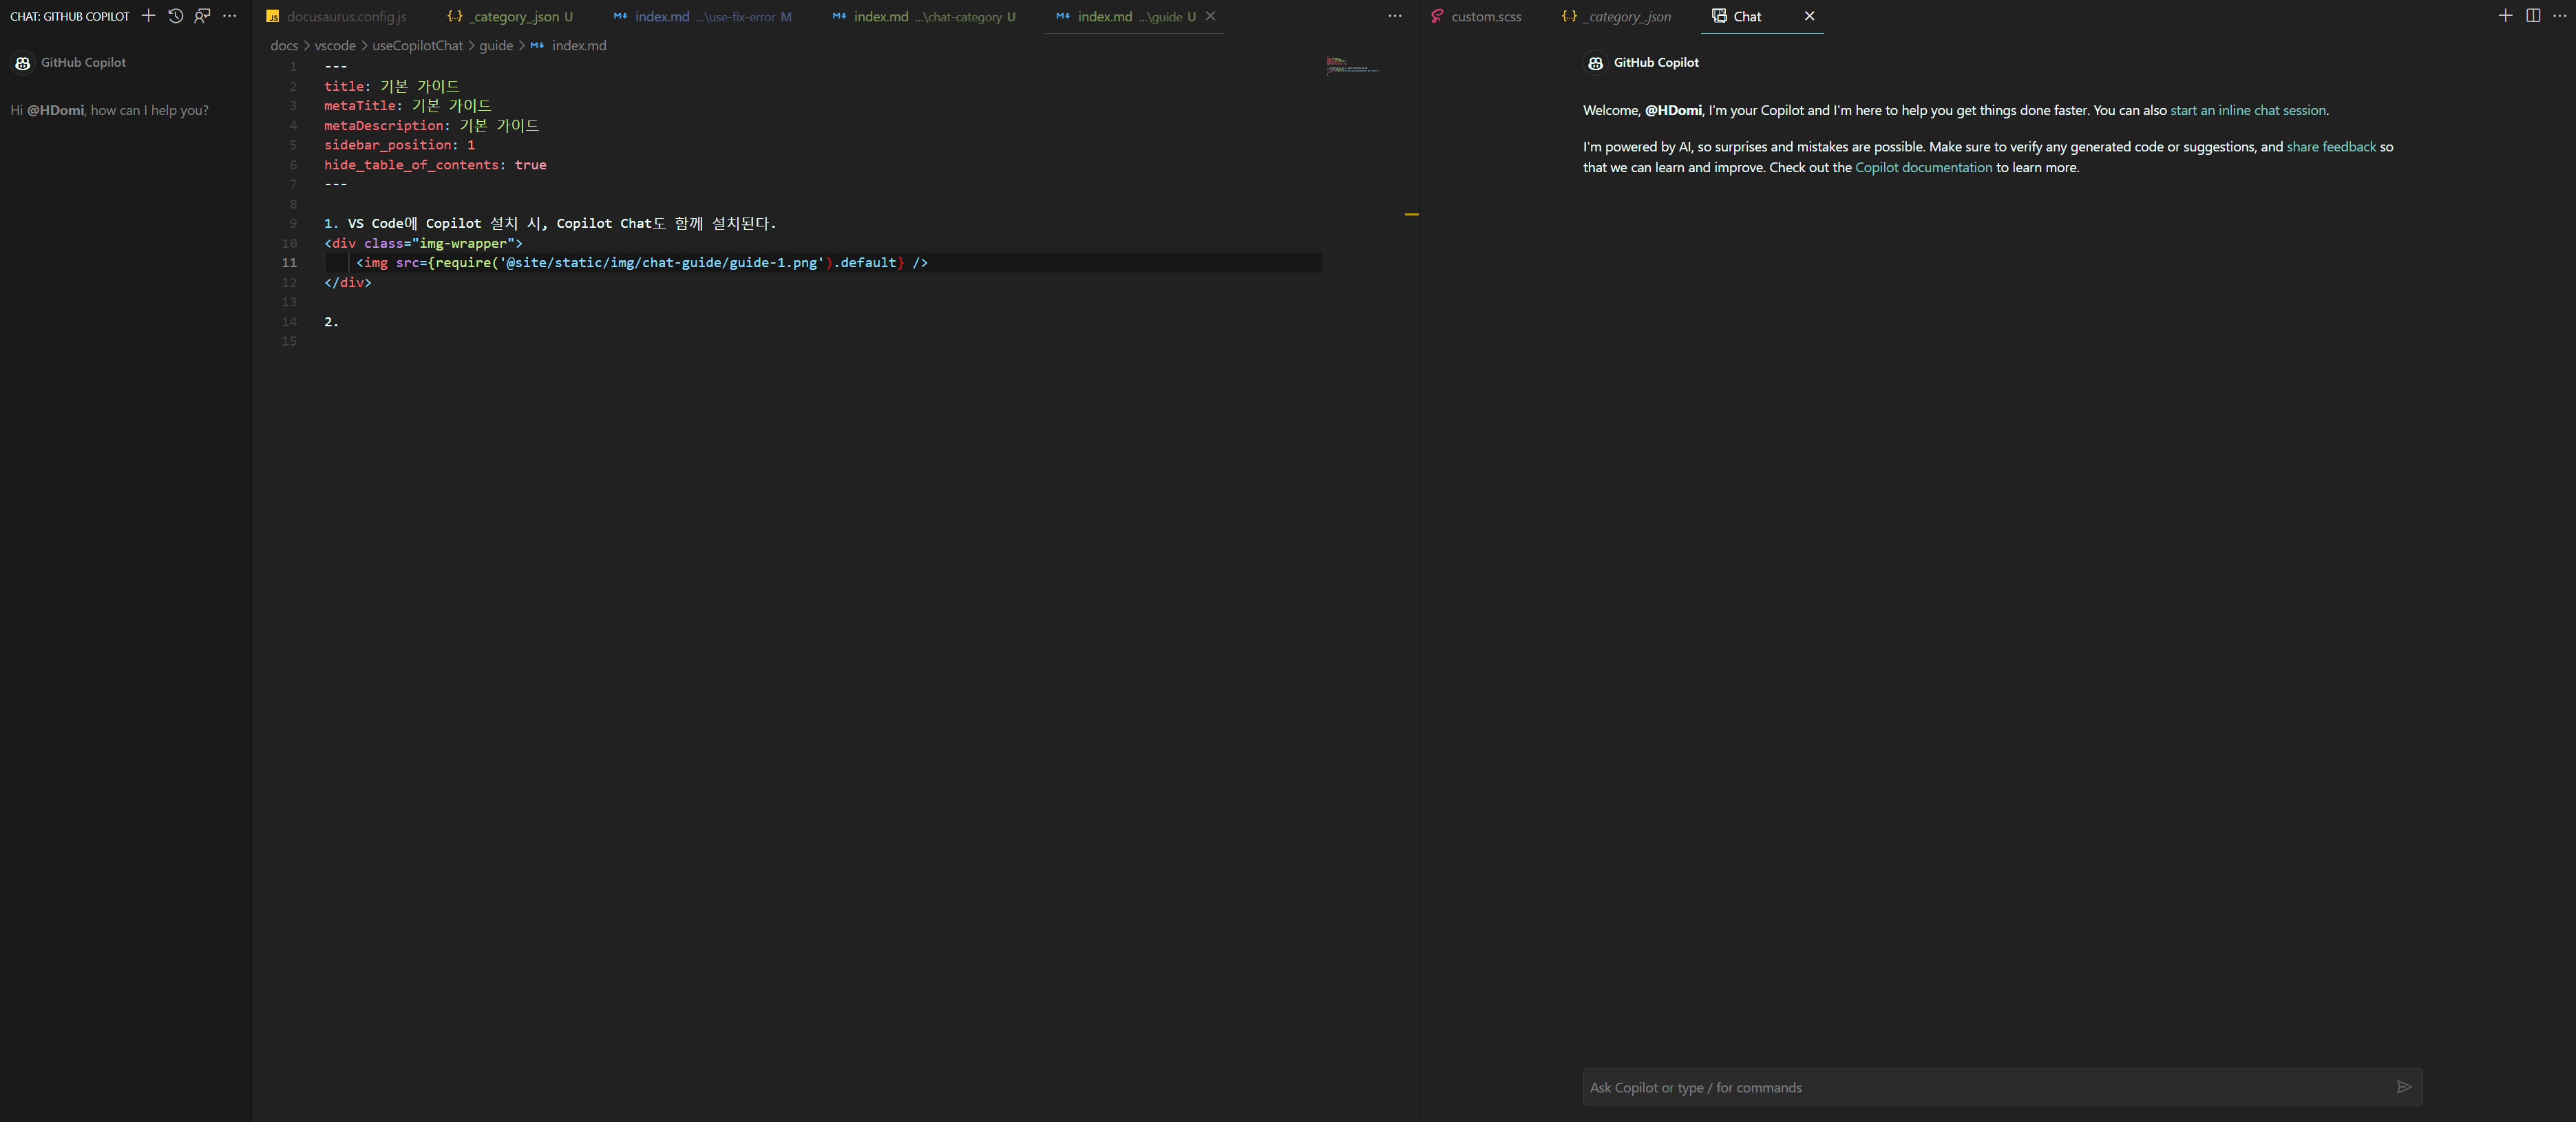 CHAT: GITHUB COPILOT
GitHub Copilot
Hi @HDomi, how can I help you?
docusaurus.config.js
_category_.json U
index.md ...\use-fix-error M
index.md ...\chat-category U
index.md ...\guide U
docs > vscode > useCopilotChat > guide > index.md
1 ---
2 title: 기본 가이드
3 metaTitle: 기본 가이드
4 metaDescription: 기본 가이드
5 sidebar_position: 1
6 hide_table_of_contents: true
7 ---
8
9 1. VS Code에 Copilot 설치 시, Copilot Chat도 함께 설치된다.
10 <div class="img-wrapper">
11 <img src={require('@site/static/img/chat-guide/guide-1.png').default} />
12 </div>
13
14 2.
15
custom.scss
_category_.json
Chat
GitHub Copilot
Welcome, @HDomi, I'm your Copilot and I'm here to help you get things done faster. You can also start an inline chat session.
I'm powered by AI, so surprises and mistakes are possible. Make sure to verify any generated code or suggestions, and share feedback so
that we can learn and improve. Check out the Copilot documentation to learn more.
Ask Copilot or type / for commands